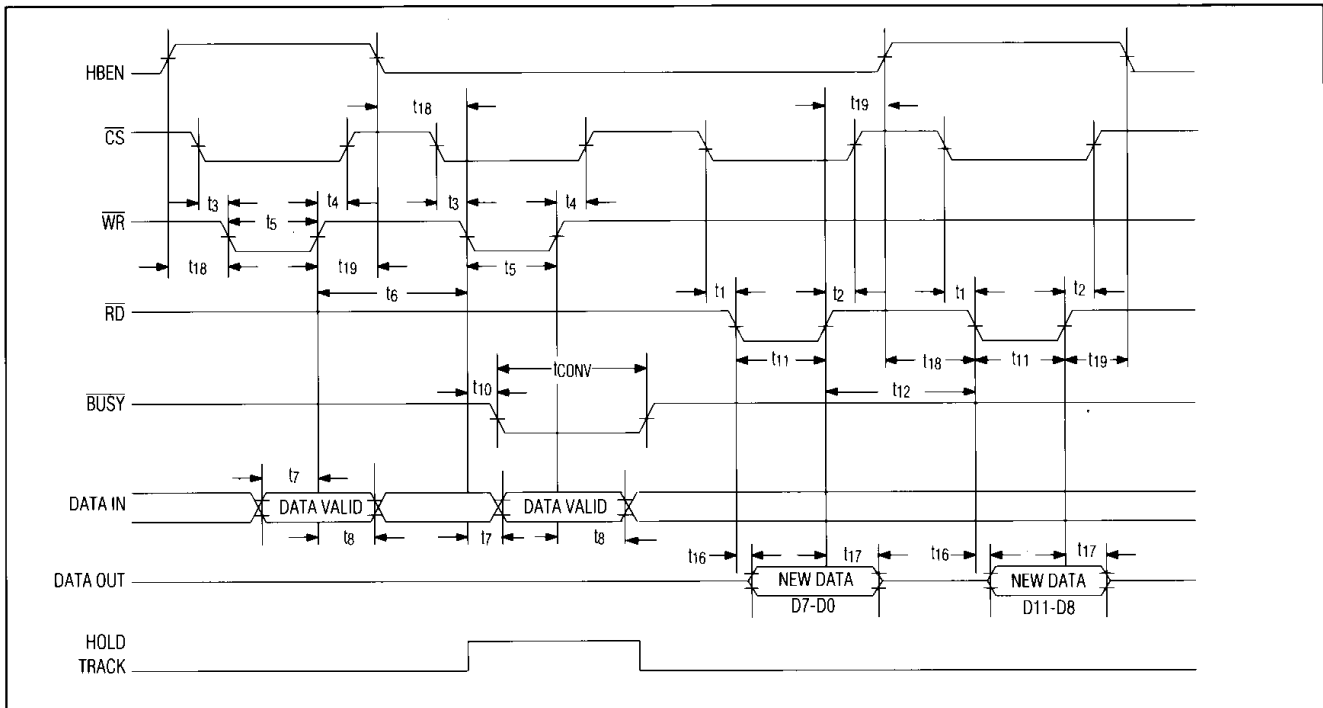 HBEN
t18
t19
CS
t3
t4
t3
t4
t5
WR
t18
t19
t5
t6
t1
t2
t1
t2
RD
t11
t18
t11
t19
tCONV
t10
t12
BUSY
t7
DATA IN
DATA VALID
DATA VALID
t8
t7
t8
t16
t17
t16
t17
DATA OUT
NEW DATA
NEW DATA
D7-D0
D11-D8
HOLD
TRACK